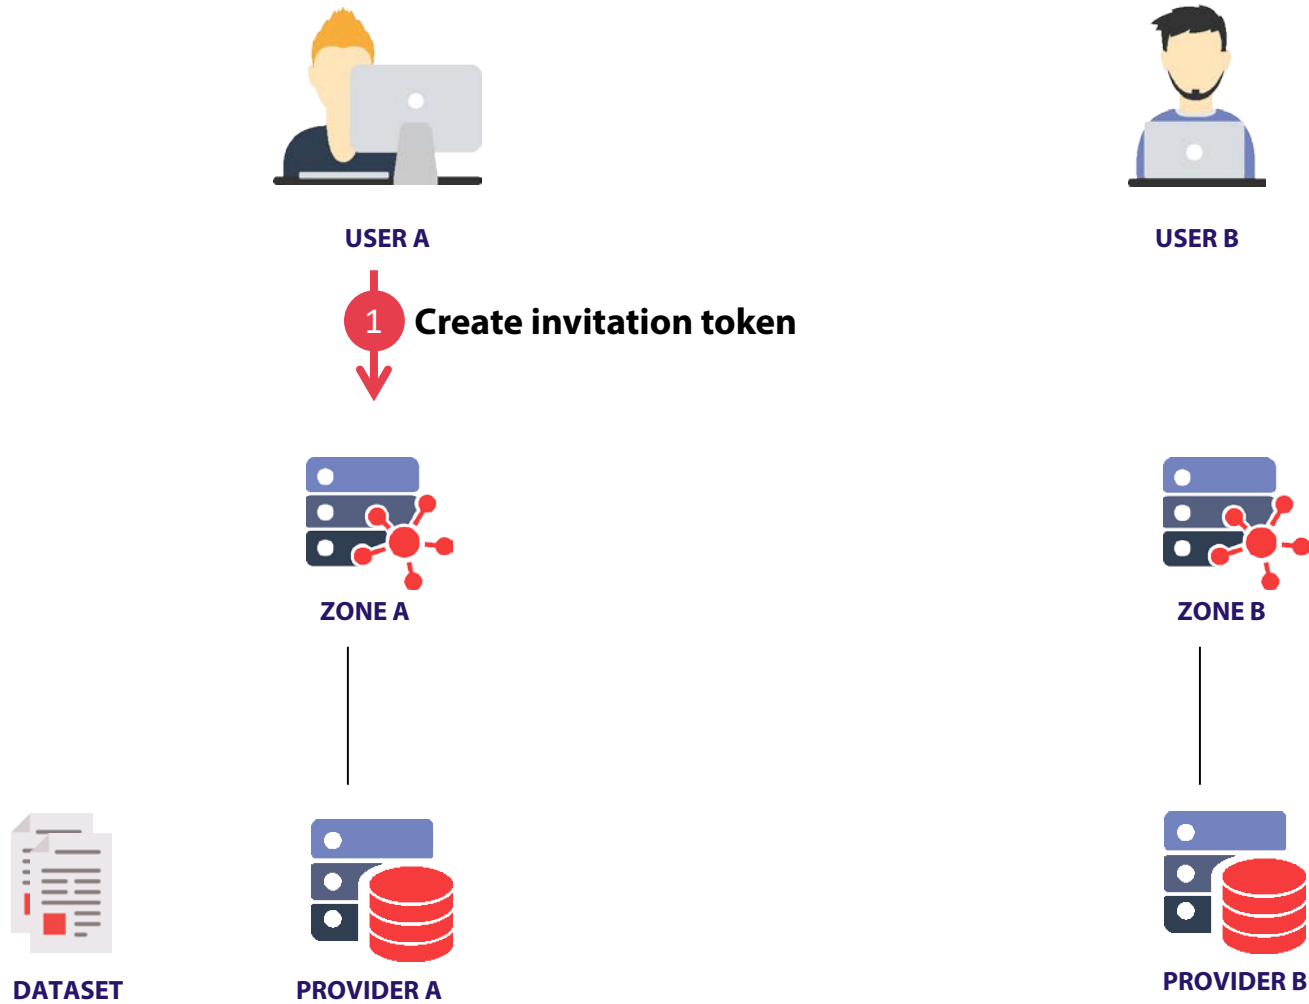 USER A
USER B
1
Create invitation token
ZONE A
ZONE B
DATASET
PROVIDER A
PROVIDER B